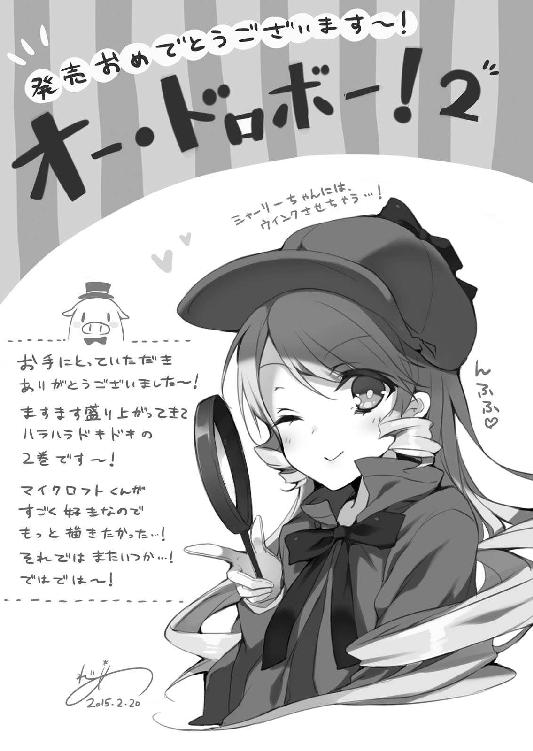 発売おめでとうございます〜!
オー・ドロボー!2
シャーリーちゃんには、
ウインクさせちゃう…!
んふふふ♡
お手にとっていただき
ありがとうございました〜!
ますます盛り上がってきて
ハラハラドキドキの
2巻です〜!
マイクロフトくんが
すごく好きなので
もっと描きたかった…!
それではまたいつか…!
ではでは〜!
2015.2.20